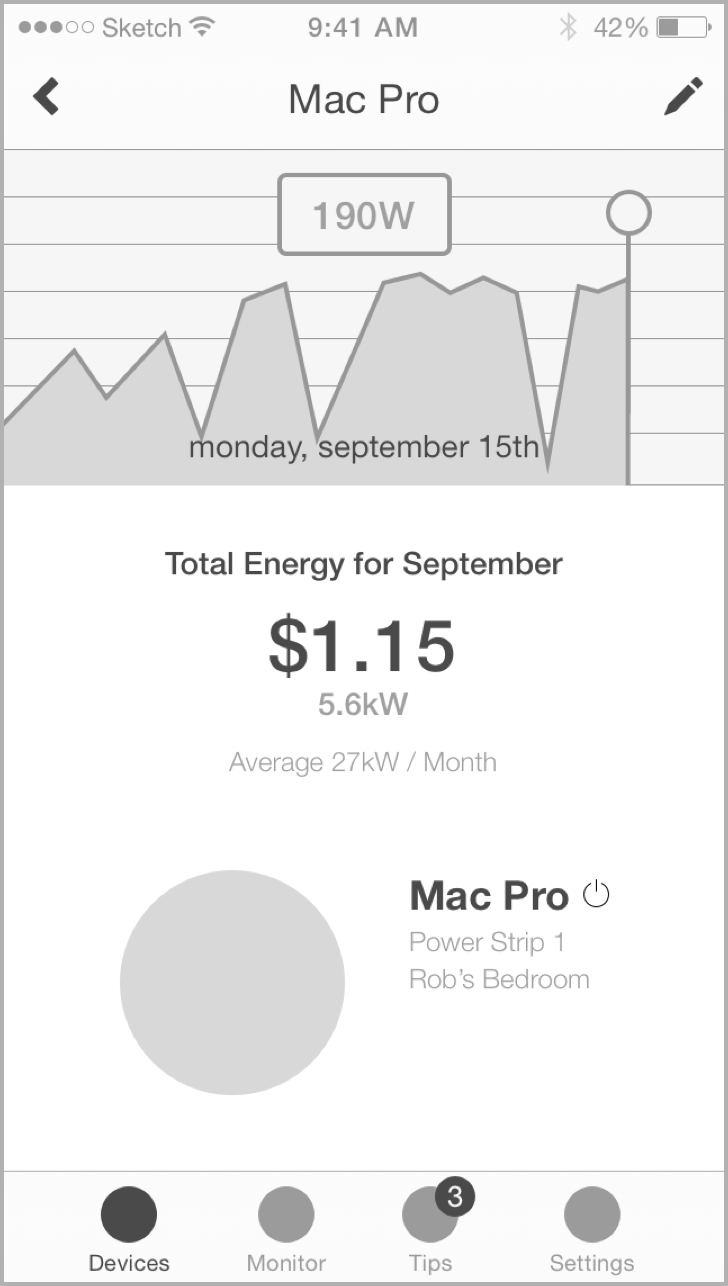 Sketch 9:41 AM 42%
Mac Pro
190W
monday, september 15th
Total Energy for September
$1.15
5.6kW
Average 27kW / Month
Mac Pro
Power Strip 1
Rob's Bedroom
3
Devices Monitor Tips Settings